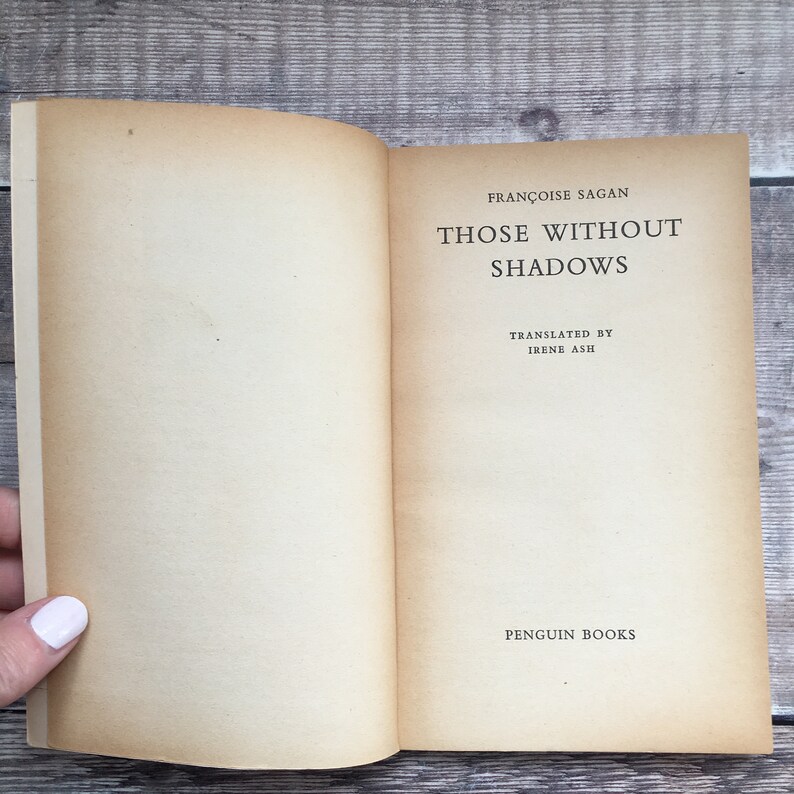 FRANÇOISE SAGAN
THOSE WITHOUT
SHADOWS
TRANSLATED BY
IRENE ASH
PENGUIN BOOKS